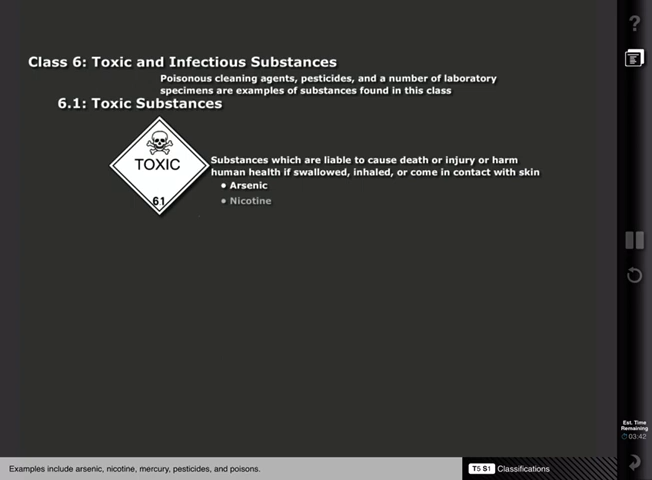 Class 6: Toxic and Infectious Substances
Poisonous cleaning agents, pesticides, and a number of laboratory
specimens are examples of substances found in this class
6.1: Toxic Substances
TOXIC
61
Substances which are liable to cause death or injury or harm
human health if swallowed, inhaled, or come in contact with skin
• Arsenic
• Nicotine
?
Est. Time
Remaining
03:42
Examples include arsenic, nicotine, mercury, pesticides, and poisons.
T5 S1 Classifications